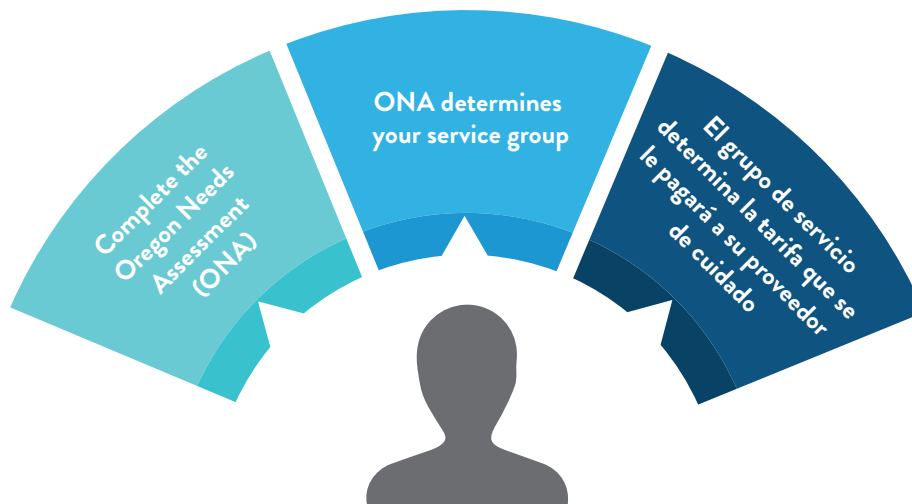 Complete the
Oregon Needs
Assessment
(ONA)
ONA determines
your service group
El grupo de servicio
determina la tarifa que se
le pagará a su proveedor
de cuidado